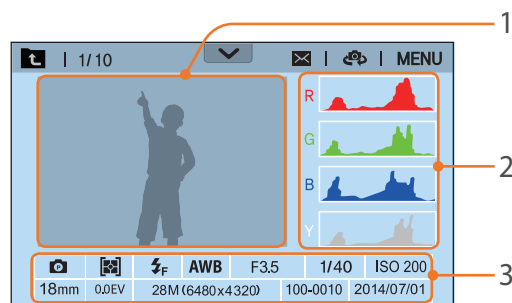 1
1/10 MENU
R
G
B
Y
2
P F AWB F3.5 1/40 ISO 200
3
18mm 0.0EV 28M (6480x4320) 100-0010 2014/07/01